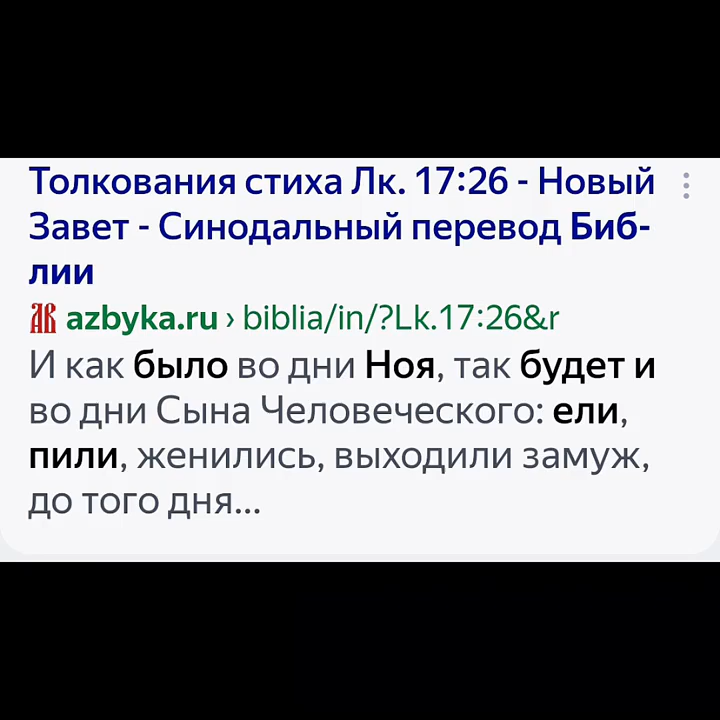 Толкования стиха Лк. 17:26 - Новый
Завет - Синодальный перевод Биб-
лии
azbyka.ru › biblia/in/?Lk.17:26&r
И как было во дни Ноя, так будет и
во дни Сына Человеческого: ели,
пили, женились, выходили замуж,
до того дня...